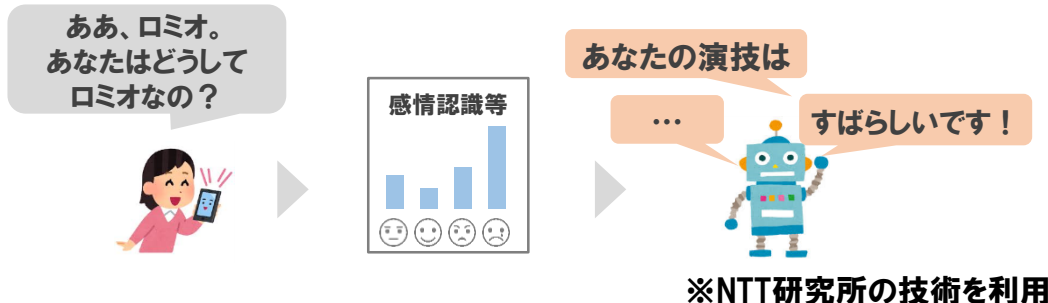 ああ、ロミオ。
あなたはどうして
ロミオなの？
感情認識等
あなたの演技は
…
すばらしいです！
※NTT研究所の技術を利用